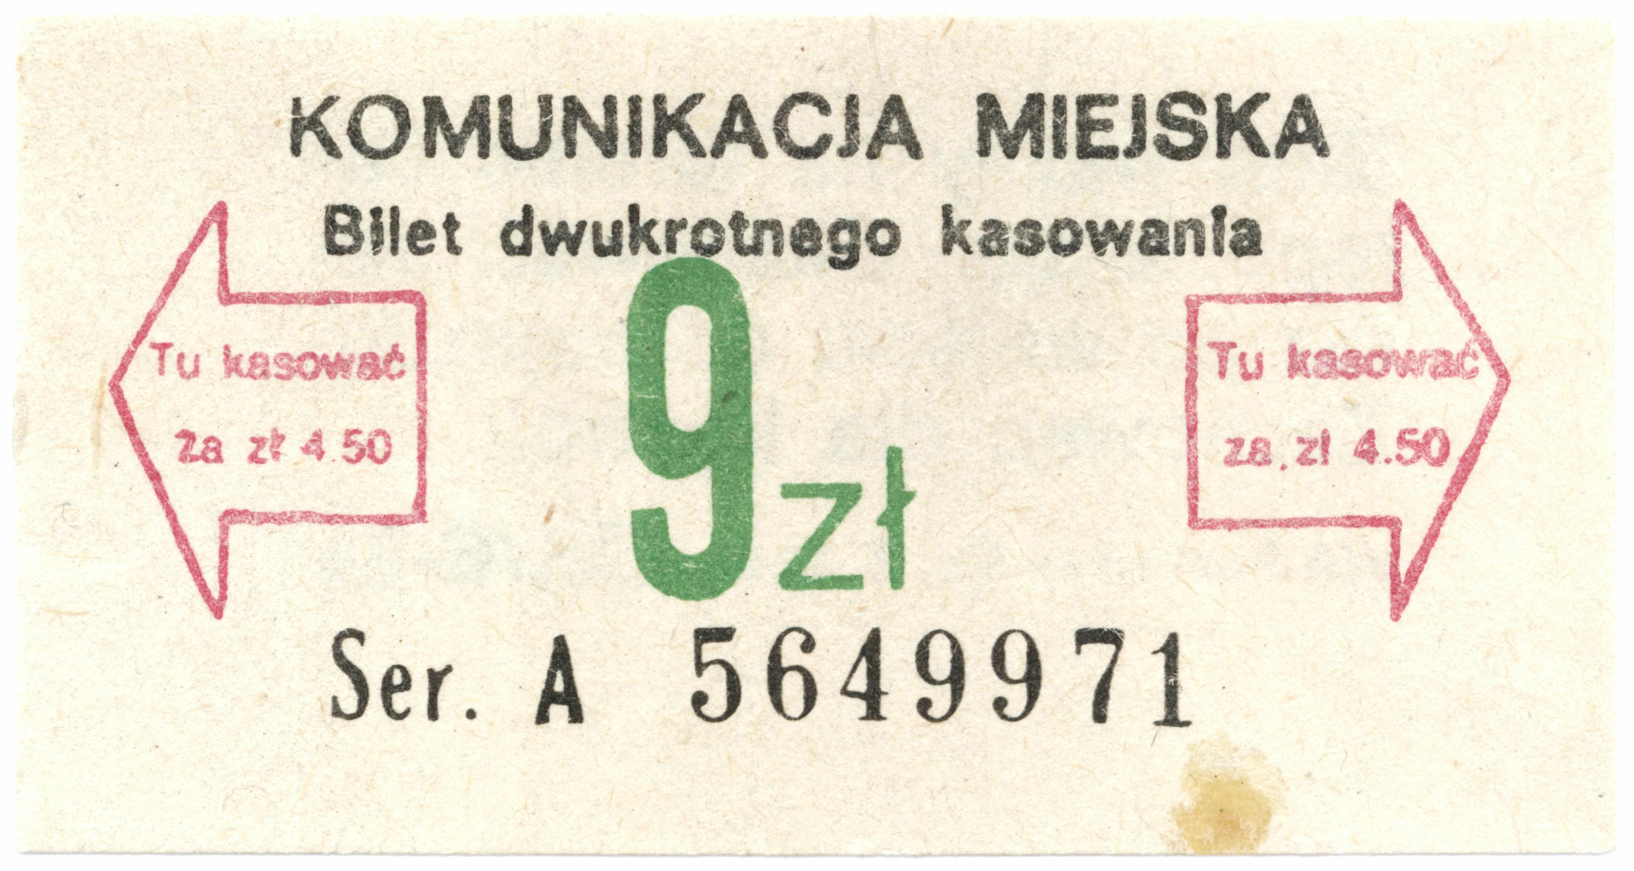 KOMUNIKACJA MIEJSKA
Bilet dwukrotnego kasowania
Tu kasować
za zł 4.50
9 zł
Tu kasować
za zł 4.50
Ser. A 5649971